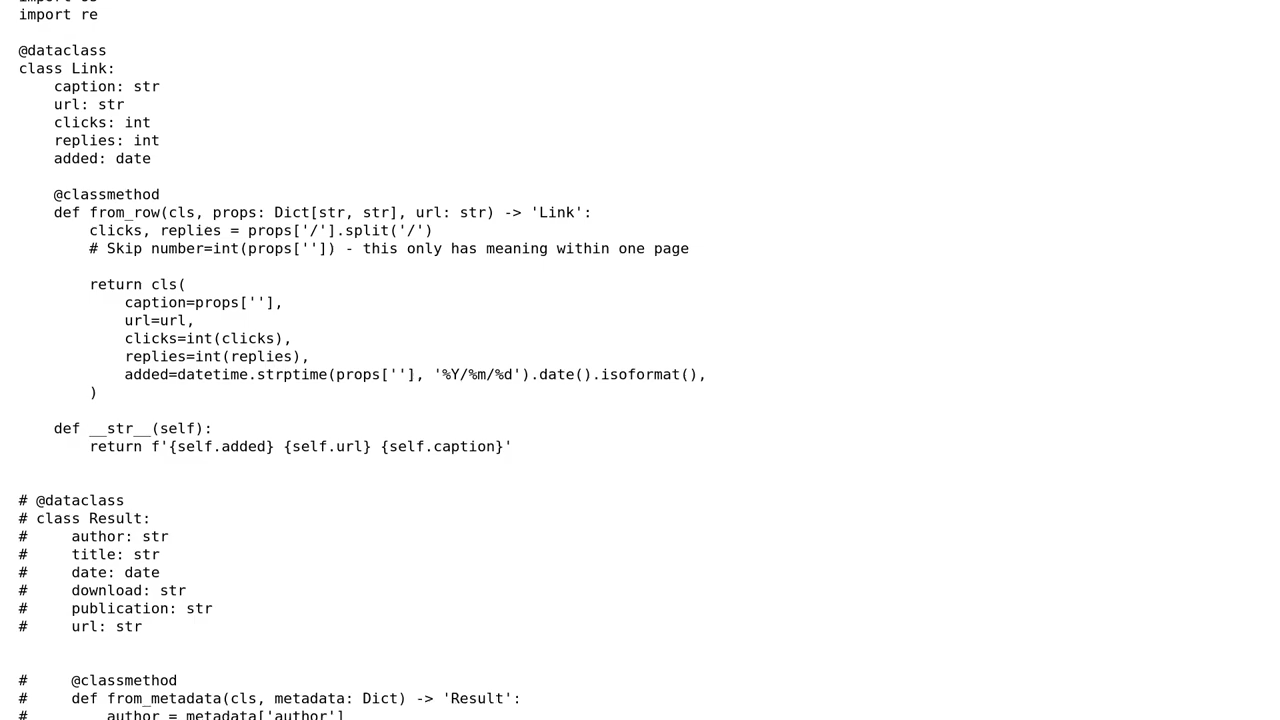 import re

@dataclass
class Link:
    caption: str
    url: str
    clicks: int
    replies: int
    added: date

    @classmethod
    def from_row(cls, props: Dict[str, str], url: str) -> 'Link':
        clicks, replies = props['/'].split('/')
        # Skip number=int(props['']) - this only has meaning within one page

        return cls(
            caption=props[''],
            url=url,
            clicks=int(clicks),
            replies=int(replies),
            added=datetime.strptime(props[''], '%Y/%m/%d').date().isoformat(),
        )

    def __str__(self):
        return f'{self.added} {self.url} {self.caption}'


# @dataclass
# class Result:
#     author: str
#     title: str
#     date: date
#     download: str
#     publication: str
#     url: str


#     @classmethod
#     def from_metadata(cls, metadata: Dict) -> 'Result':
#         author = metadata['author']